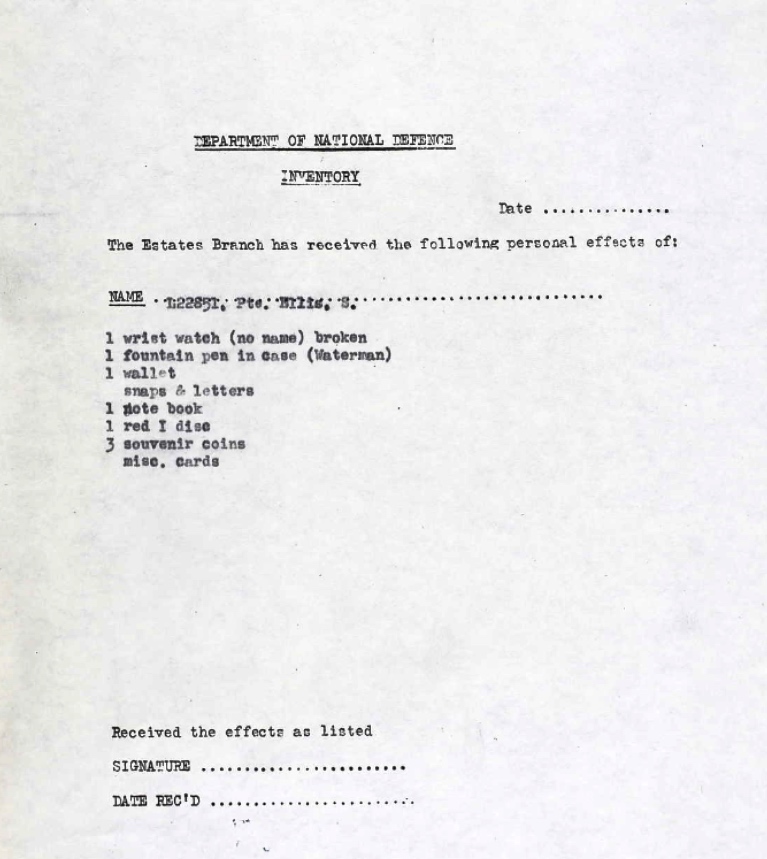 DEPARTMENT OF NATIONAL DEFENCE
INVENTORY
Date ...............
The Estates Branch has received the following personal effects of:
NAME Pte. S.
1 wrist watch (no name) broken
1 fountain pen in case (Waterman)
1 wallet
snaps & letters
1 note book
1 red I disc
3 souvenir coins
misc. cards
Received the effects as listed
SIGNATURE ........................
DATE REC'D ........................